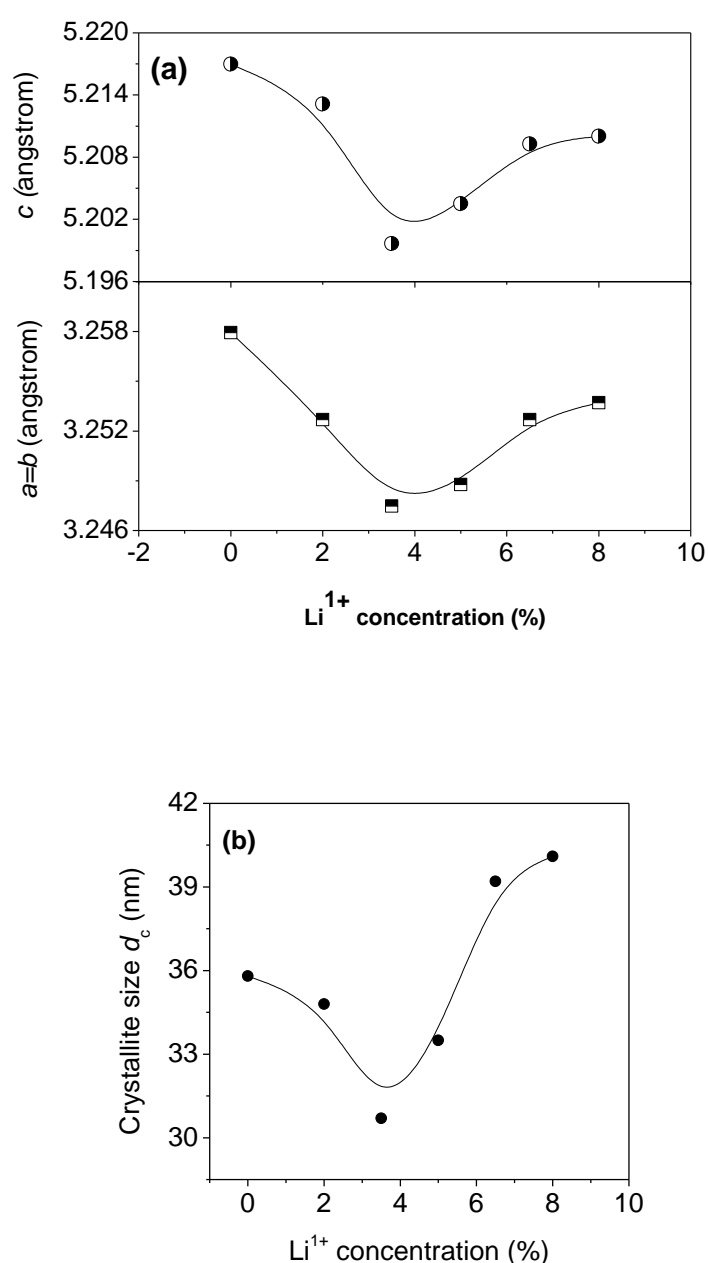 5.220
(a)
5.214
5.208
5.202
5.196
c (angstrom)
3.258
3.252
3.246
a=b (angstrom)
-2 0 2 4 6 8 10
Li1+ concentration (%)
42
(b)
39
36
33
30
Crystallite size dc (nm)
0 2 4 6 8 10
Li1+ concentration (%)